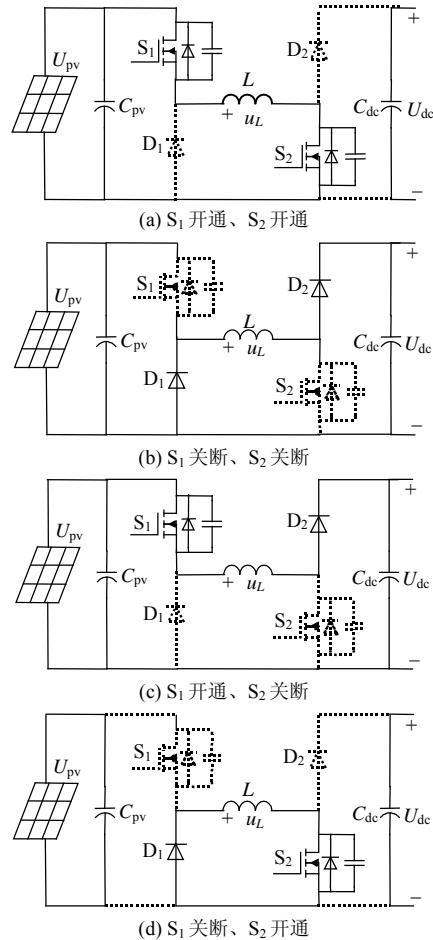 S₁
D₂
+
U_pv
L
C_pv
C_dc
U_dc
+ u_L
D₁
S₂
−
(a) S₁ 开通、S₂ 开通
+
S₁
D₂
U_pv
L
C_pv
C_dc
U_dc
+ u_L
D₁
S₂
−
(b) S₁ 关断、S₂ 关断
+
S₁
D₂
U_pv
L
C_pv
C_dc
U_dc
+ u_L
D₁
S₂
−
(c) S₁ 开通、S₂ 关断
+
S₁
D₂
U_pv
L
C_pv
C_dc
U_dc
+ u_L
D₁
S₂
−
(d) S₁ 关断、S₂ 开通